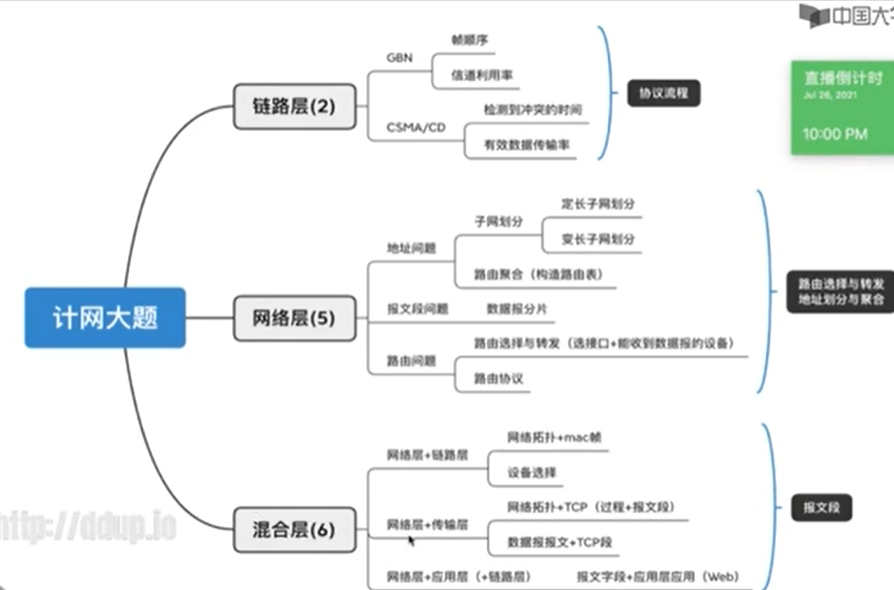 中国大
直播倒计时
Jul 26, 2021
10:00 PM
计网大题
链路层(2)
GBN
帧顺序
信道利用率
CSMA/CD
检测到冲突的时间
有效数据传输率
协议流程
网络层(5)
地址问题
子网划分
定长子网划分
变长子网划分
路由聚合（构造路由表）
报文段问题
数据报分片
路由问题
路由选择与转发（选接口+能收到数据报的设备）
路由协议
路由选择与转发
地址划分与聚合
混合层(6)
网络层+链路层
网络拓扑+mac帧
设备选择
网络层+传输层
网络拓扑+TCP（过程+报文段）
数据报报文+TCP段
网络层+应用层（+链路层）
报文字段+应用层应用（Web）
报文段
http://ddup.io